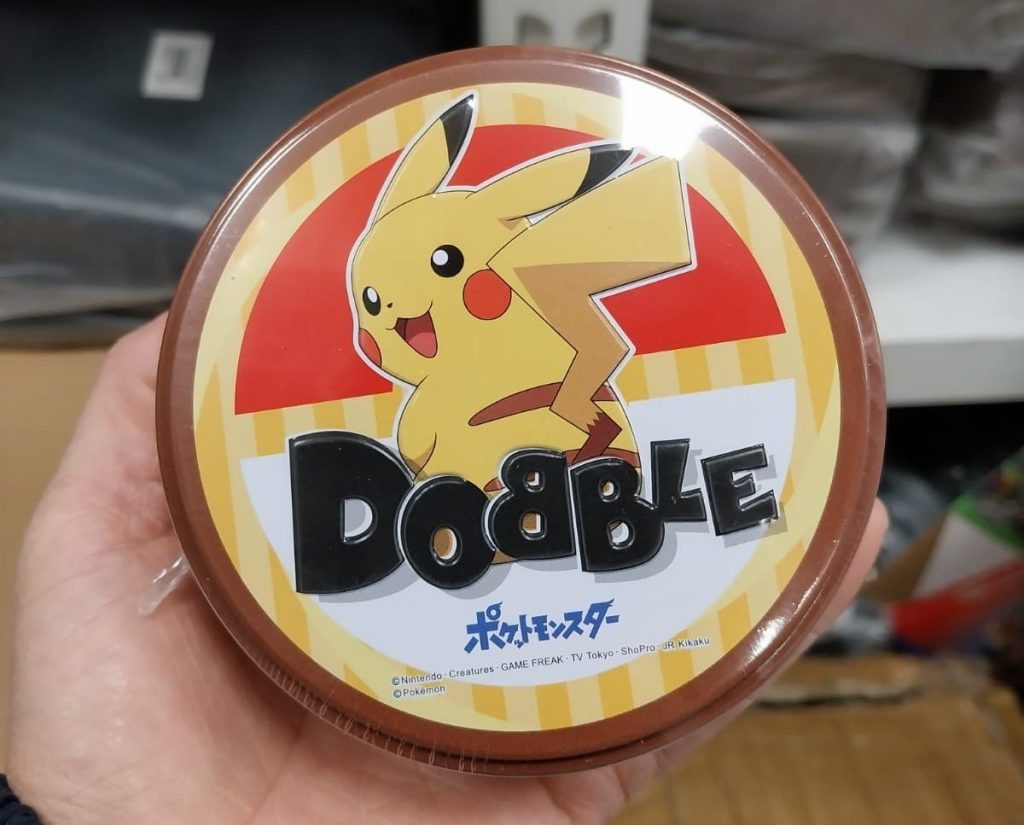 DOBBLE
ポケットモンスター
©Nintendo · Creatures · GAME FREAK · TV Tokyo · ShoPro · JR Kikaku
©Pokémon